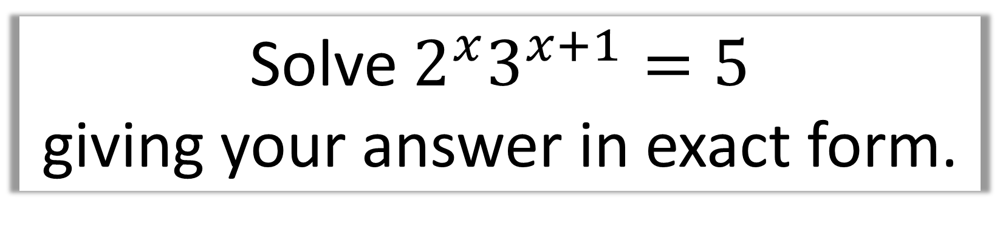 Solve 2^x 3^{x+1} = 5
giving your answer in exact form.